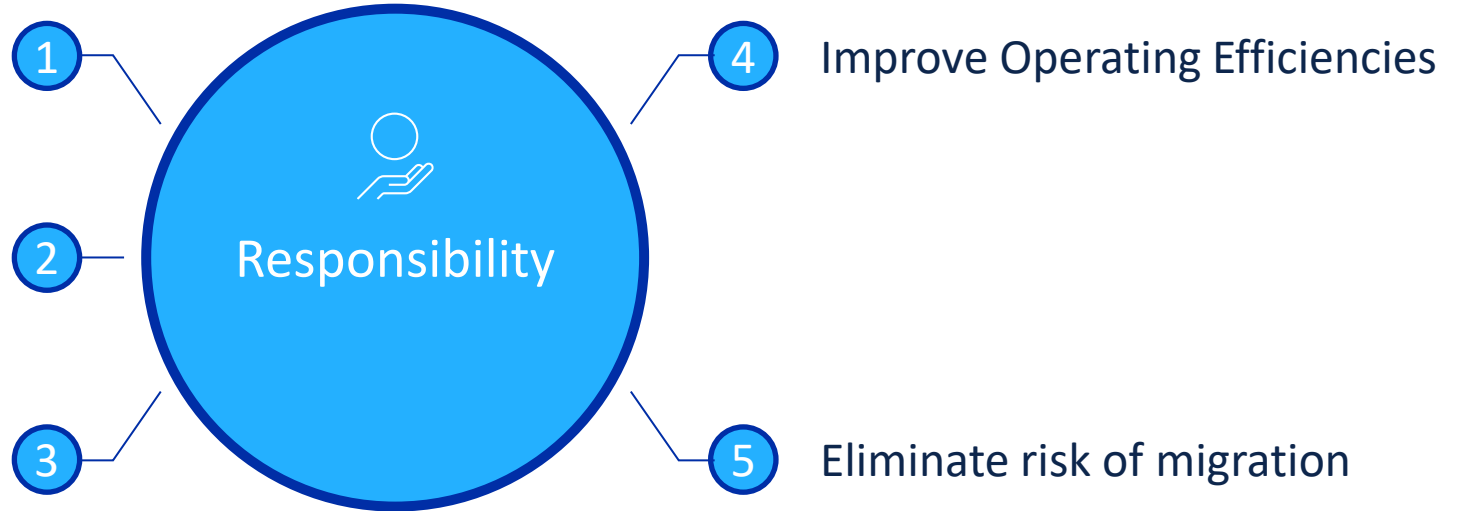 1
2
3
Responsibility
4 Improve Operating Efficiencies
5 Eliminate risk of migration